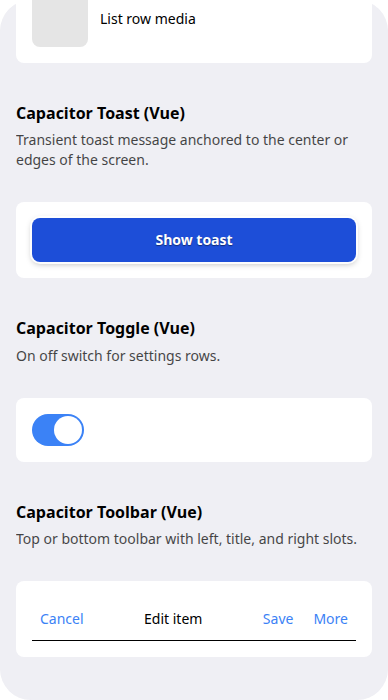 List row media
Capacitor Toast (Vue)
Transient toast message anchored to the center or
edges of the screen.
Show toast
Capacitor Toggle (Vue)
On off switch for settings rows.
Capacitor Toolbar (Vue)
Top or bottom toolbar with left, title, and right slots.
Cancel Edit item Save More